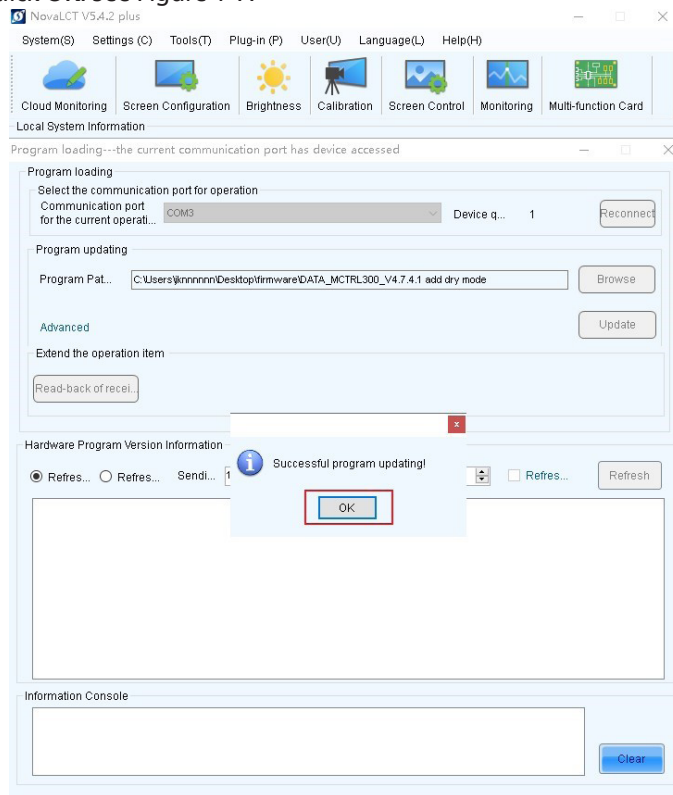 NovaLCT V5.4.2 plus
System(S) Settings (C) Tools(T) Plug-in (P) User(U) Language(L) Help(H)
Cloud Monitoring Screen Configuration Brightness Calibration Screen Control Monitoring Multi-function Card
Local System Information
Program loading---the current communication port has device accessed
Program loading
Select the communication port for operation
Communication port
for the current operati... COM3 Device q... 1 Reconnect
Program updating
Program Pat... C:\Users\jknnnnnn\Desktop\firmware\DATA_MCTRL300_V4.7.4.1 add dry mode Browse
Advanced Update
Extend the operation item
Read-back of recei...
Hardware Program Version Information
Successful program updating!
Refres... Refres... Sendi... 1 Refres... Refresh
OK
Information Console
Clear